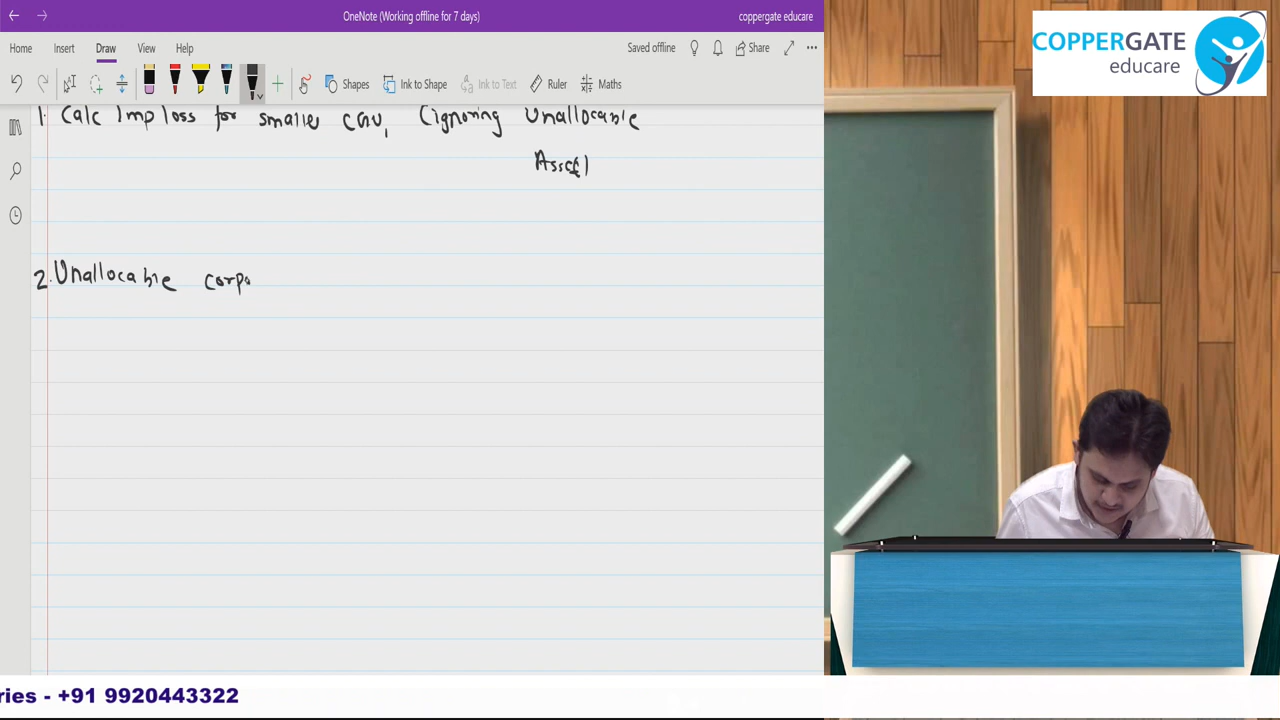 OneNote (Working offline for 7 days)
coppergate educare
Home Insert Draw View Help
Saved offline Share
Shapes Ink to Shape Ink to Text Ruler Maths
COPPERGATE
educare
1. Calc Imp loss for smaller CGU, (ignoring Unallocable
Asset)
2. Unallocable corpo
ries - +91 9920443322